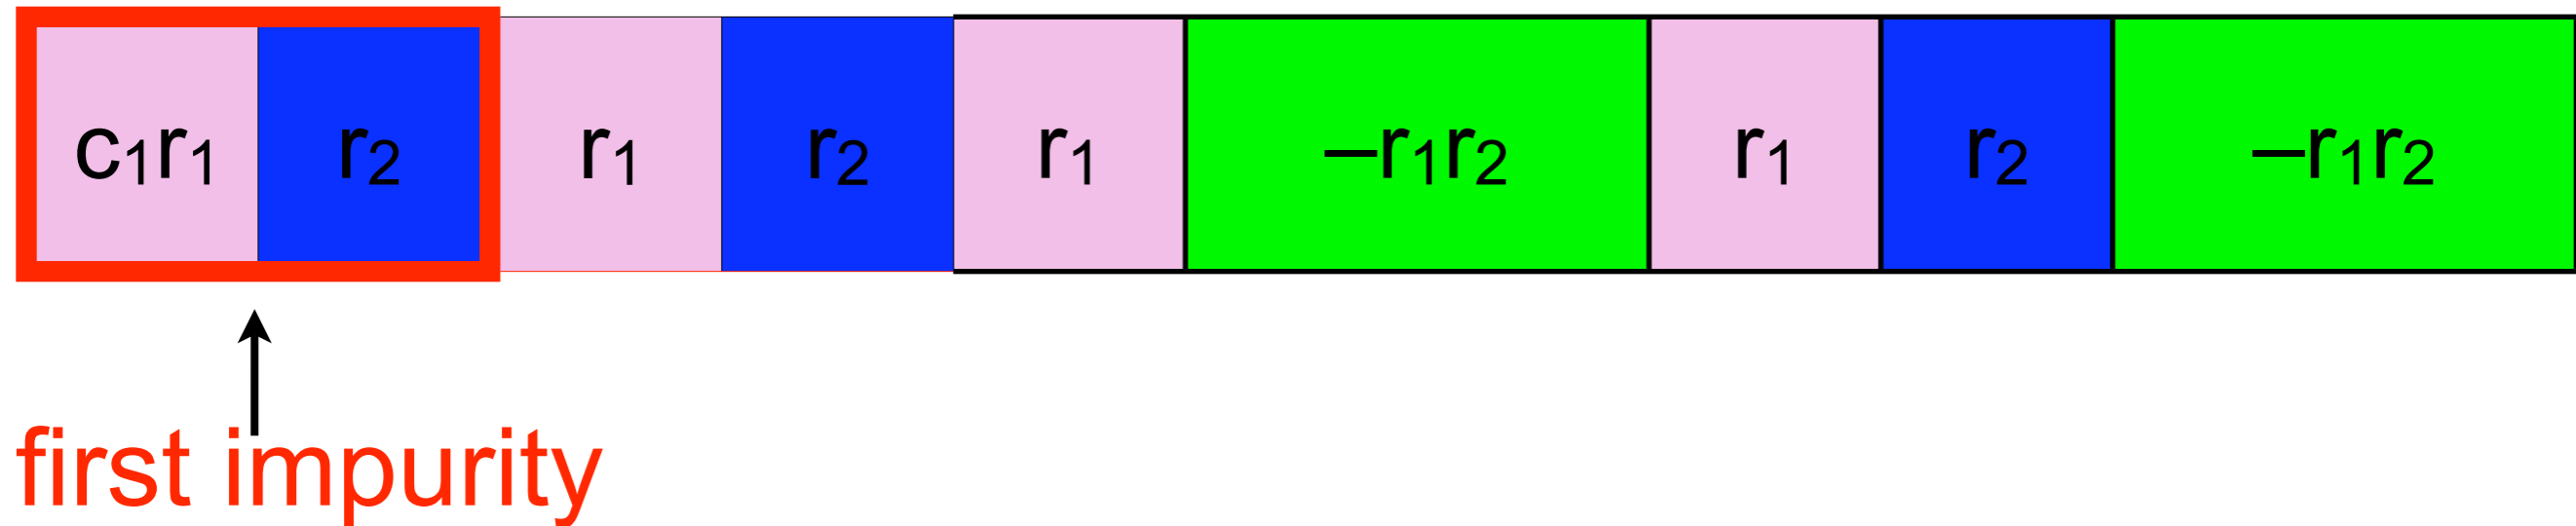 c₁r₁ r₂ r₁ r₂ r₁ –r₁r₂ r₁ r₂ –r₁r₂
first impurity